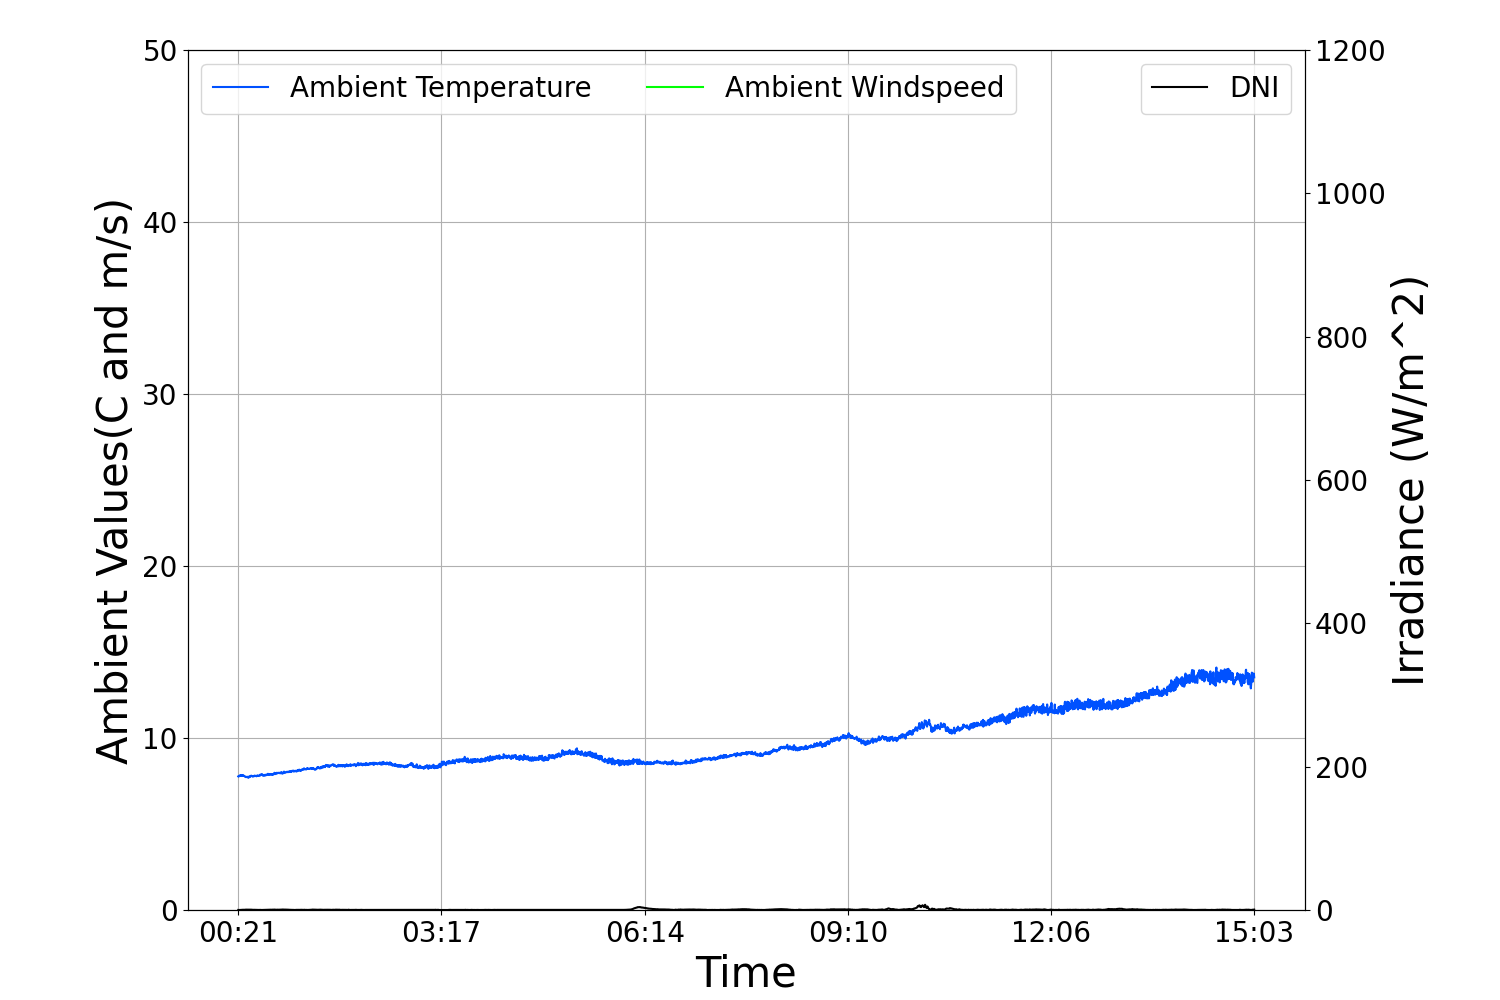 Ambient Temperature Ambient Windspeed DNI
Ambient Values(C and m/s)
50
40
30
20
10
0
1200
1000
800
600
400
200
0
Irradiance (W/m^2)
00:21 03:17 06:14 09:10 12:06 15:03
Time